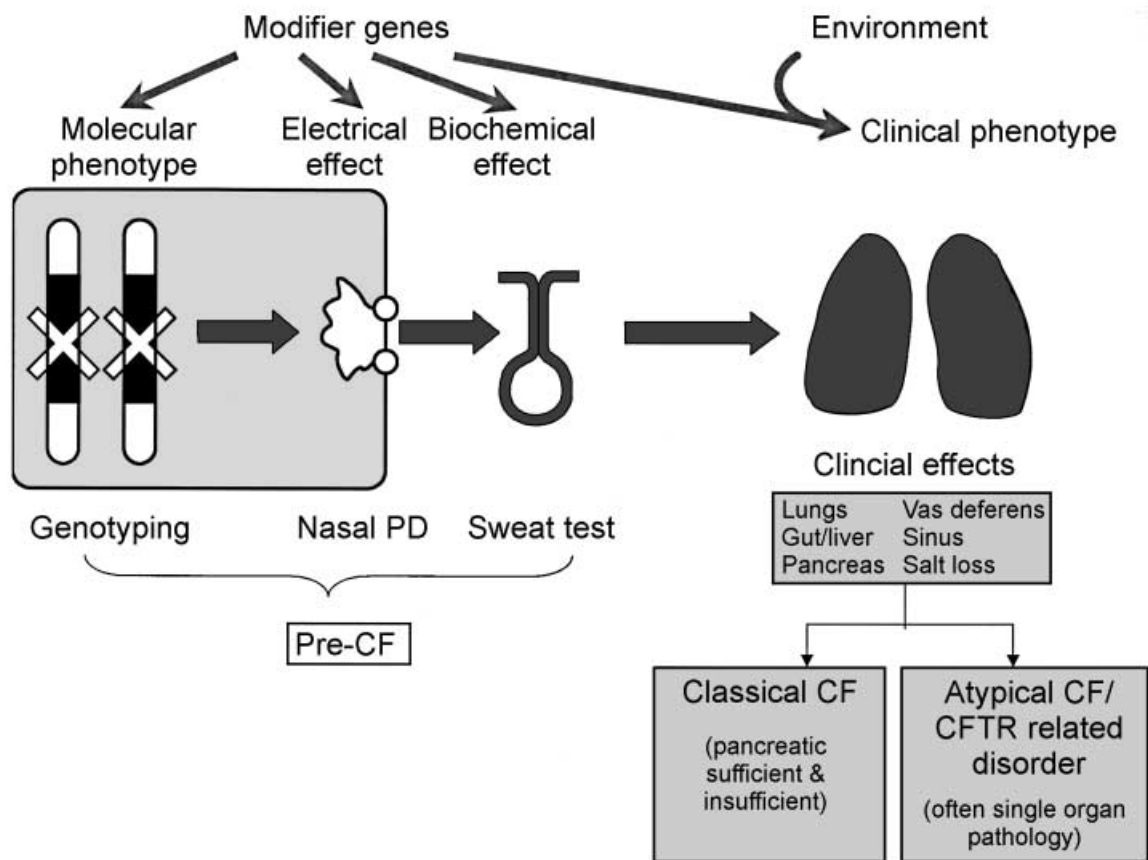 Modifier genes
Environment
Molecular
phenotype
Electrical
effect
Biochemical
effect
Clinical phenotype
Genotyping
Nasal PD
Sweat test
Pre-CF
Clincial effects
Lungs
Gut/liver
Pancreas
Vas deferens
Sinus
Salt loss
Classical CF
(pancreatic
sufficient &
insufficient)
Atypical CF/
CFTR related
disorder
(often single organ
pathology)